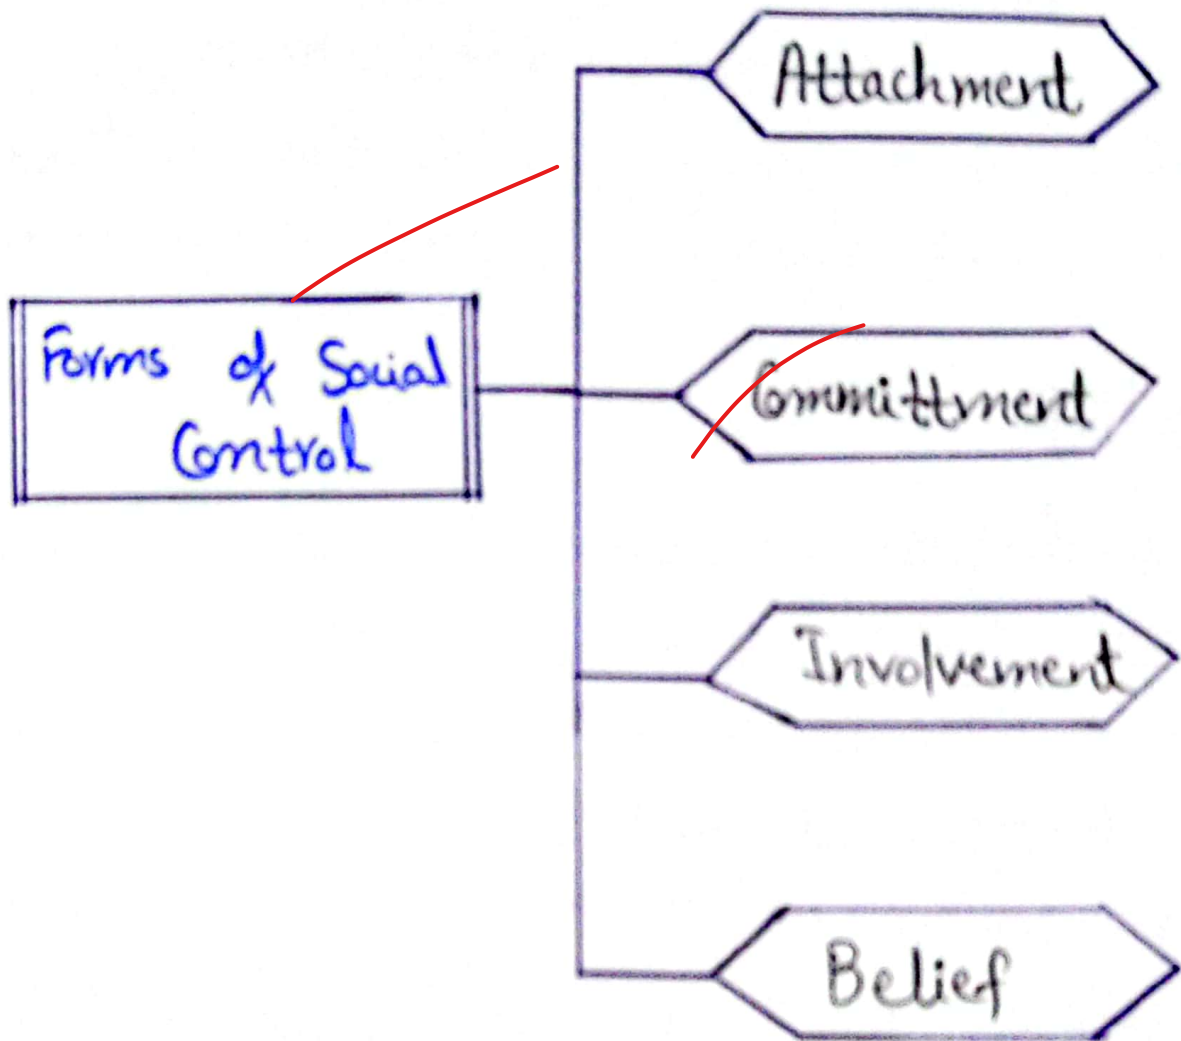 Attachment
Forms of Social
Control
Committment
Involvement
Belief